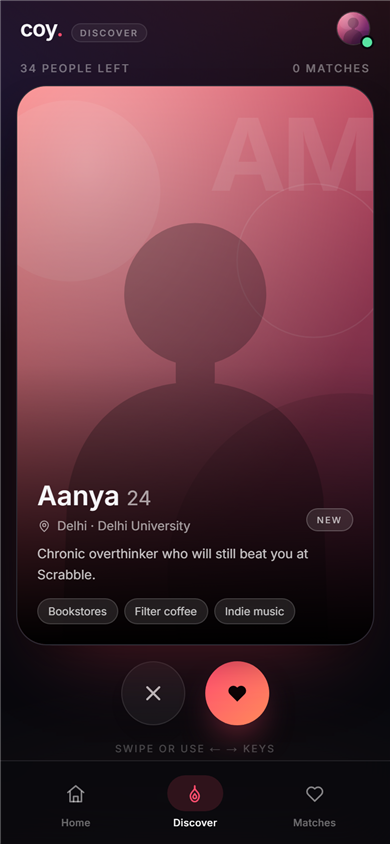 coy.
DISCOVER
34 PEOPLE LEFT
0 MATCHES
AM
Aanya 24
Delhi · Delhi University
NEW
Chronic overthinker who will still beat you at
Scrabble.
Bookstores
Filter coffee
Indie music
SWIPE OR USE ← → KEYS
Home
Discover
Matches